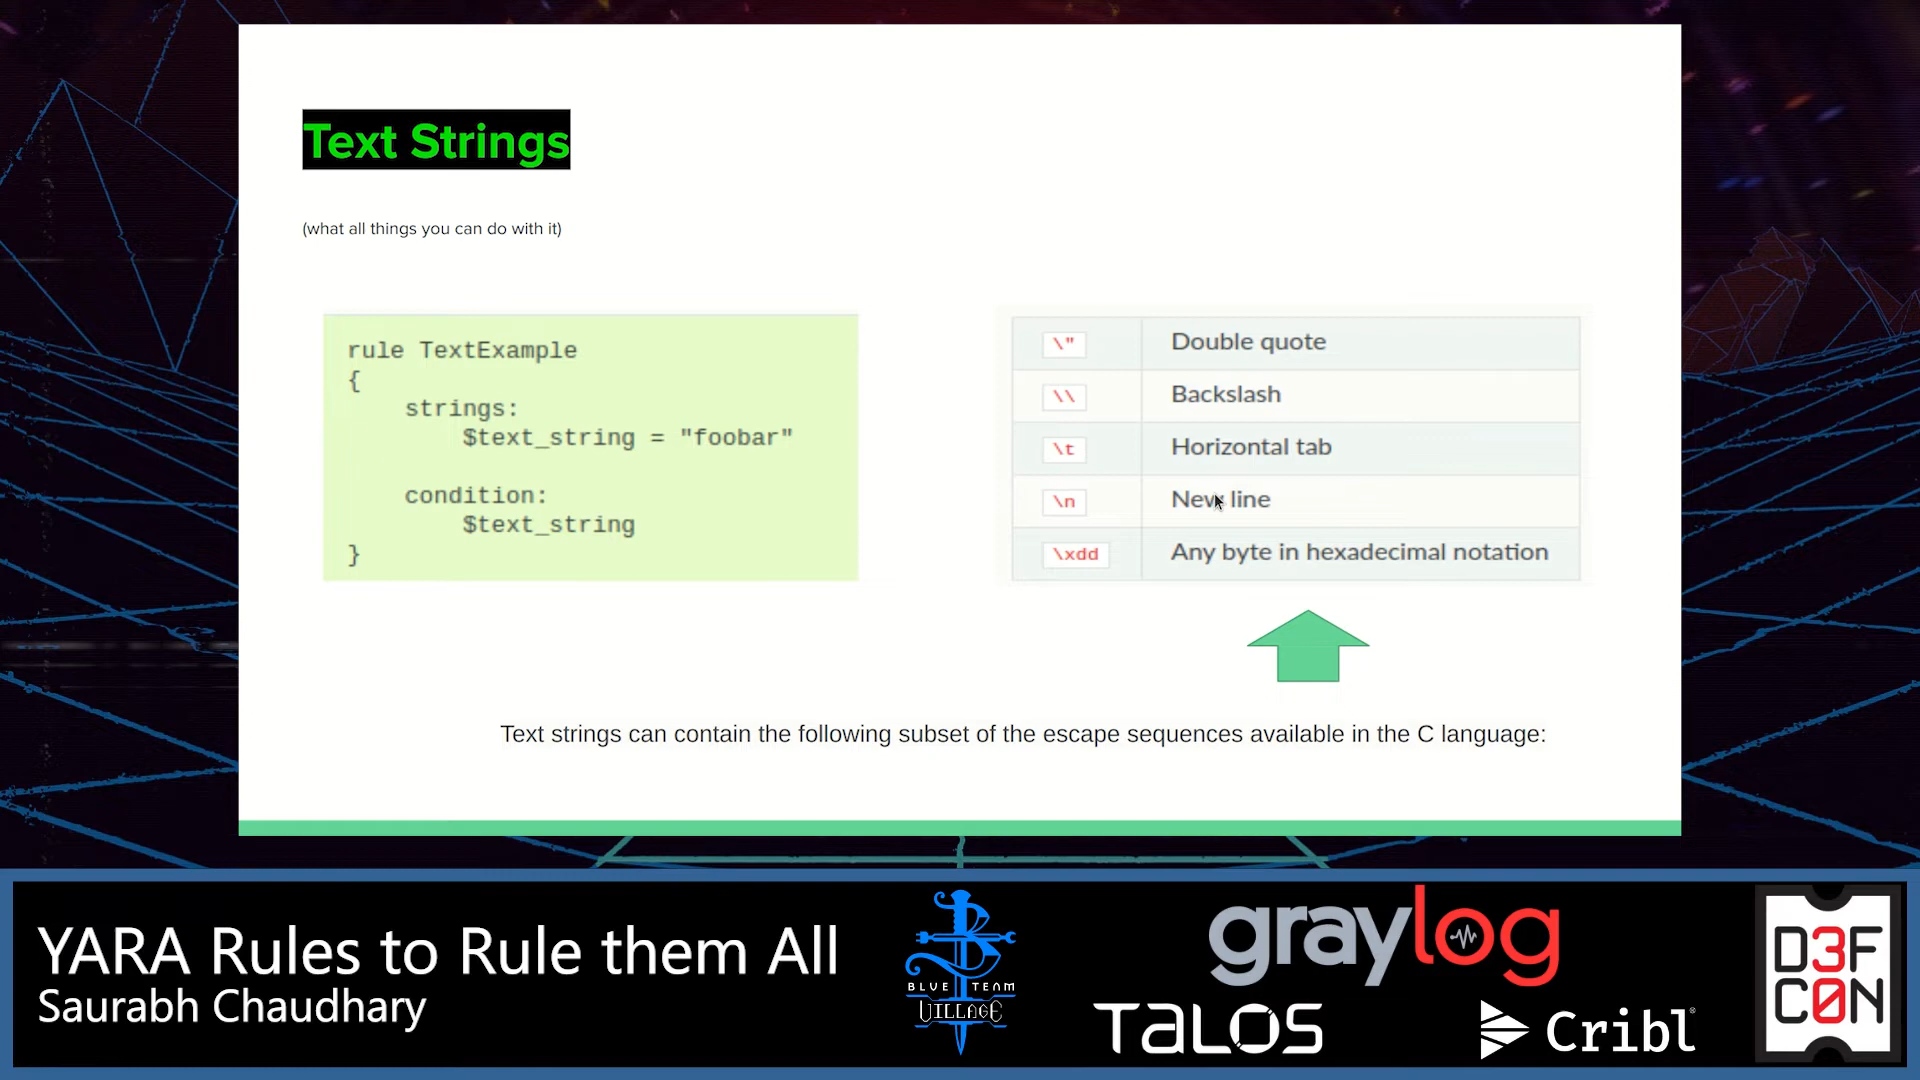 Text Strings
(what all things you can do with it)
rule TextExample
{
strings:
$text_string = "foobar"
condition:
$text_string
}
\" Double quote
\\ Backslash
\t Horizontal tab
\n New line
\xdd Any byte in hexadecimal notation
Text strings can contain the following subset of the escape sequences available in the C language:
YARA Rules to Rule them All
Saurabh Chaudhary
BLUE TEAM
VILLAGE
graylog
TALOS
Cribl
D3F
C0N